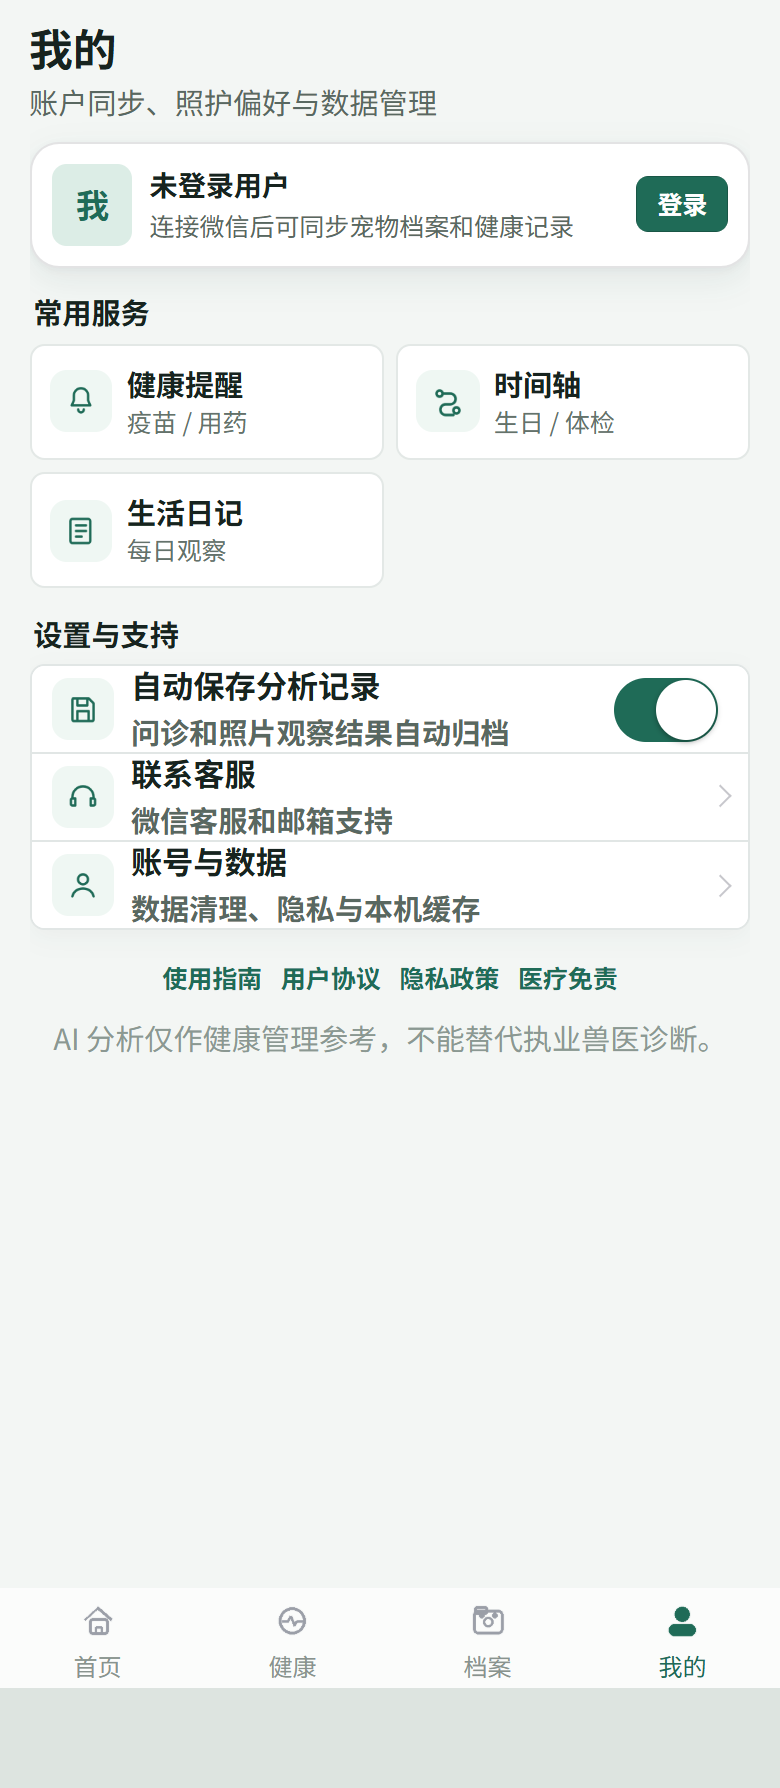 我的
账户同步、照护偏好与数据管理
我
未登录用户
连接微信后可同步宠物档案和健康记录
登录
常用服务
健康提醒
疫苗 / 用药
时间轴
生日 / 体检
生活日记
每日观察
设置与支持
自动保存分析记录
问诊和照片观察结果自动归档
联系客服
微信客服和邮箱支持
账号与数据
数据清理、隐私与本机缓存
使用指南 用户协议 隐私政策 医疗免责
AI 分析仅作健康管理参考，不能替代执业兽医诊断。
首页 健康 档案 我的